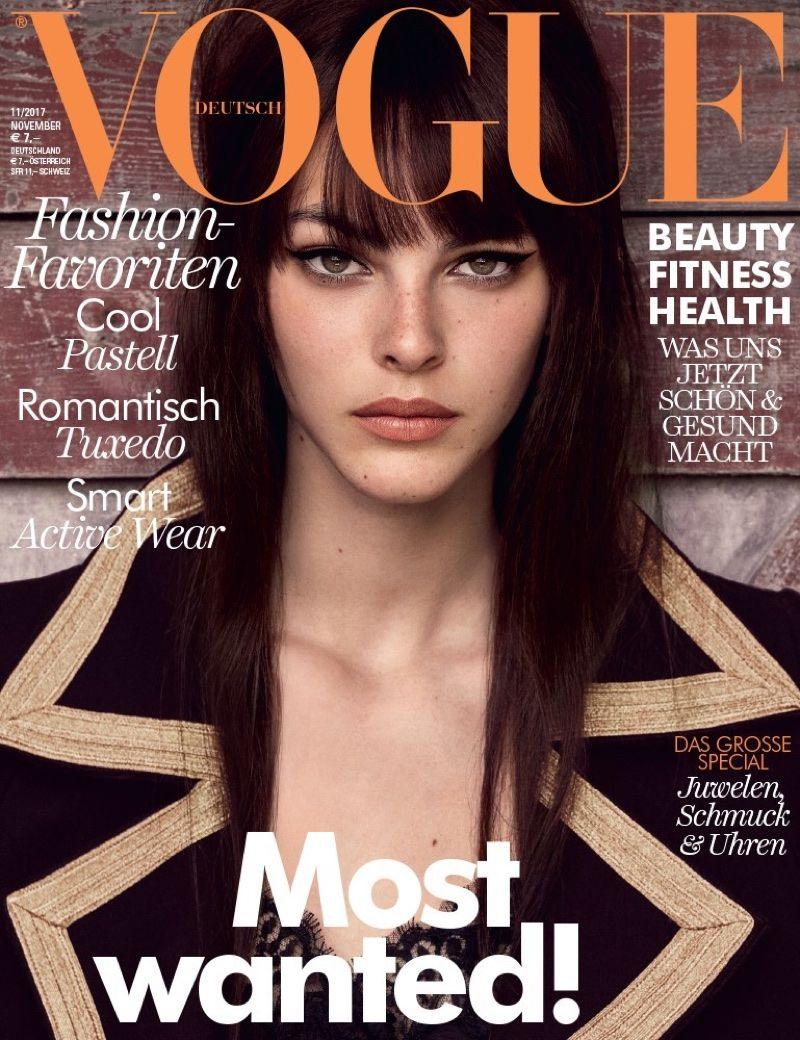 ®
VOGUE
DEUTSCH
11/2017
NOVEMBER
€ 7,–
DEUTSCHLAND
€ 7,– ÖSTERREICH
SFR 11,– SCHWEIZ
Fashion-
Favoriten
Cool
Pastell
Romantisch
Tuxedo
Smart
Active Wear
BEAUTY
FITNESS
HEALTH
WAS UNS
JETZT
SCHÖN &
GESUND
MACHT
DAS GROSSE
SPECIAL
Juwelen,
Schmuck
& Uhren
Most
wanted!